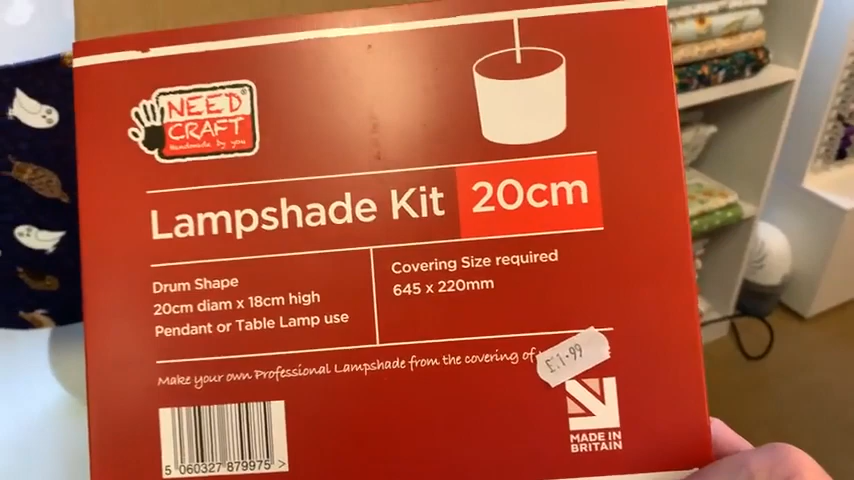 NEED
CRAFT
Handmade by you
Lampshade Kit 20cm
Drum Shape
20cm diam x 18cm high
Pendant or Table Lamp use
Covering Size required
645 x 220mm
Make your own Professional Lampshade from the covering of
£11.99
MADE IN
BRITAIN
5 060327 879975 >